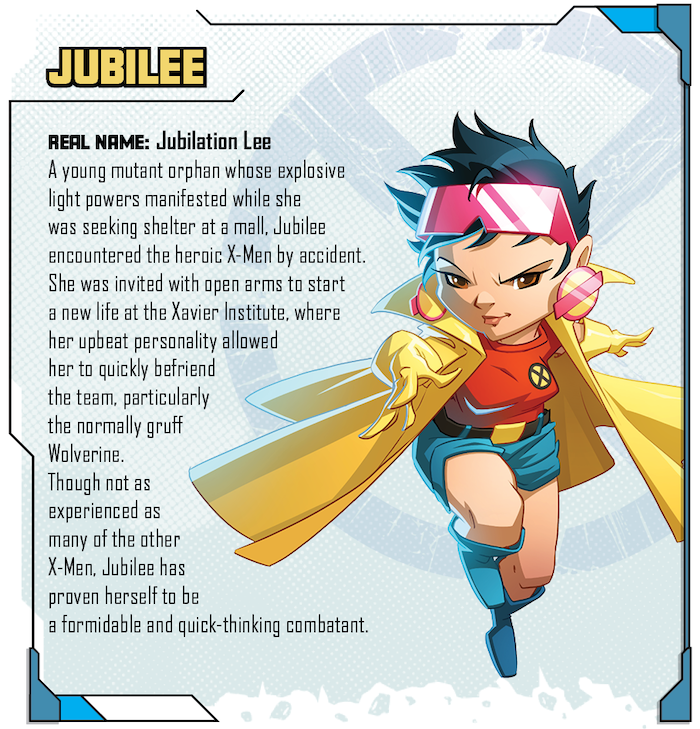 JUBILEE
REAL NAME: Jubilation Lee
A young mutant orphan whose explosive
light powers manifested while she
was seeking shelter at a mall, Jubilee
encountered the heroic X-Men by accident.
She was invited with open arms to start
a new life at the Xavier Institute, where
her upbeat personality allowed
her to quickly befriend
the team, particularly
the normally gruff
Wolverine.
Though not as
experienced as
many of the other
X-Men, Jubilee has
proven herself to be
a formidable and quick-thinking combatant.